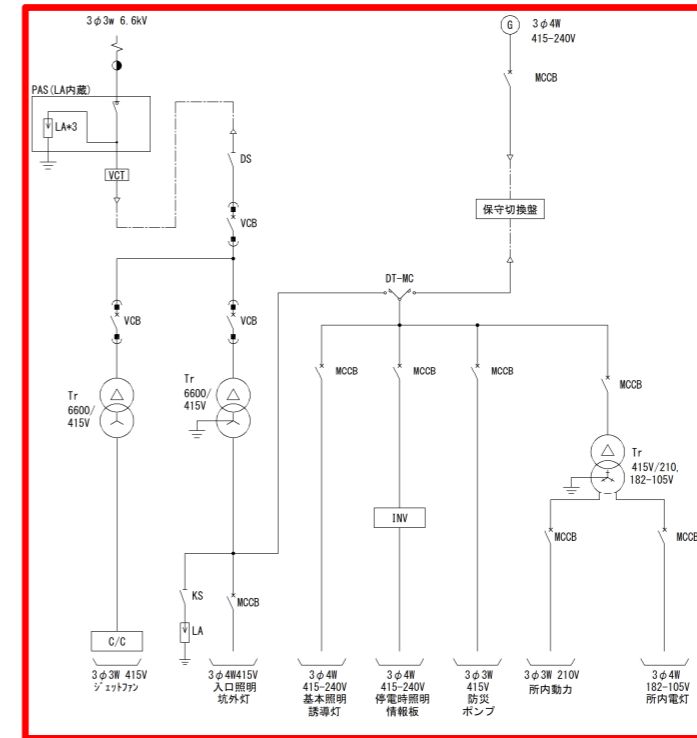 3φ3w 6.6kV
G
3φ4W
415-240V
MCCB
PAS(LA内蔵)
LA*3
VCT
DS
VCB
保守切換盤
DT-MC
VCB
VCB
MCCB
MCCB
MCCB
MCCB
Tr
6600/
415V
Tr
6600/
415V
Tr
415V/210,
182-105V
INV
MCCB
MCCB
KS
MCCB
LA
C/C
3φ3W 415V
ジェットファン
3φ4W415V
入口照明
坑外灯
3φ4W
415-240V
基本照明
誘導灯
3φ4W
415-240V
停電時照明
情報板
3φ3W
415V
防災
ポンプ
3φ3W 210V
所内動力
3φ4W
182-105V
所内電灯